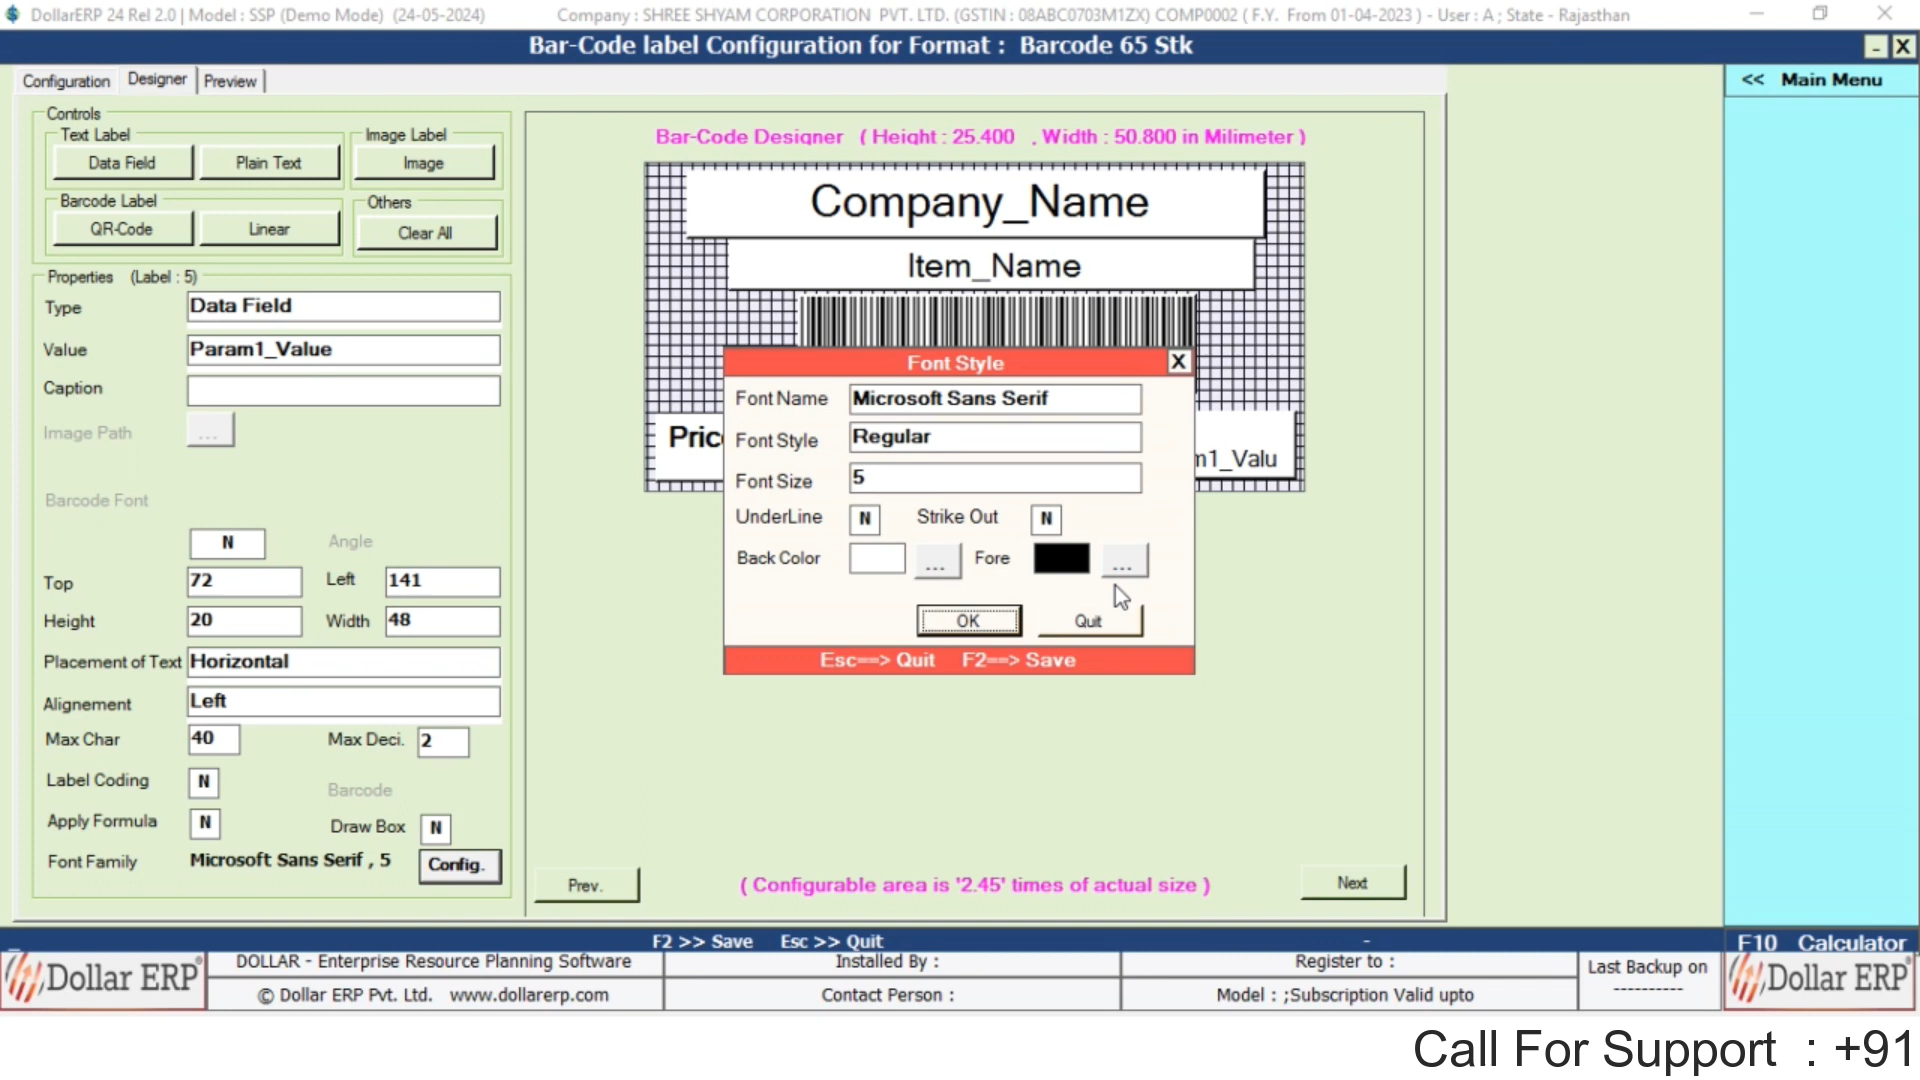 DollarERP 24 Rel 2.0 | Model : SSP (Demo Mode)  (24-05-2024)
Company : SHREE SHYAM CORPORATION  PVT. LTD. (GSTIN : 08ABC0703M1ZX) COMP0002 ( F.Y.  From 01-04-2023 ) - User : A ; State - Rajasthan
Bar-Code label Configuration for Format :  Barcode 65 Stk
- X
Configuration Designer Preview
<<  Main Menu
Controls
Text Label Image Label
Data Field Plain Text Image
Barcode Label Others
QR-Code Linear Clear All
Properties  (Label : 5)
Type Data Field
Value Param1_Value
Caption
Image Path ...
Barcode Font
N Angle
Top 72 Left 141
Height 20 Width 48
Placement of Text Horizontal
Alignement Left
Max Char 40 Max Deci. 2
Label Coding N Barcode
Apply Formula N Draw Box N
Font Family Microsoft Sans Serif , 5 Config.
Bar-Code Designer  ( Height : 25.400  , Width : 50.800 in Milimeter )
Company_Name
Item_Name
Font Style X
Font Name Microsoft Sans Serif
Font Style Regular
Font Size 5
UnderLine N Strike Out N
Back Color ... Fore ...
OK Quit
Esc==> Quit  F2==> Save
Pric
m1_Valu
Prev. ( Configurable area is '2.45' times of actual size ) Next
F2 >> Save  Esc >> Quit -
F10  Calculator
Dollar ERP
DOLLAR - Enterprise Resource Planning Software
© Dollar ERP Pvt. Ltd.  www.dollarerp.com
Installed By :
Contact Person :
Register to :
Model : ;Subscription Valid upto
Last Backup on
----------
Dollar ERP
Call For Support  : +91